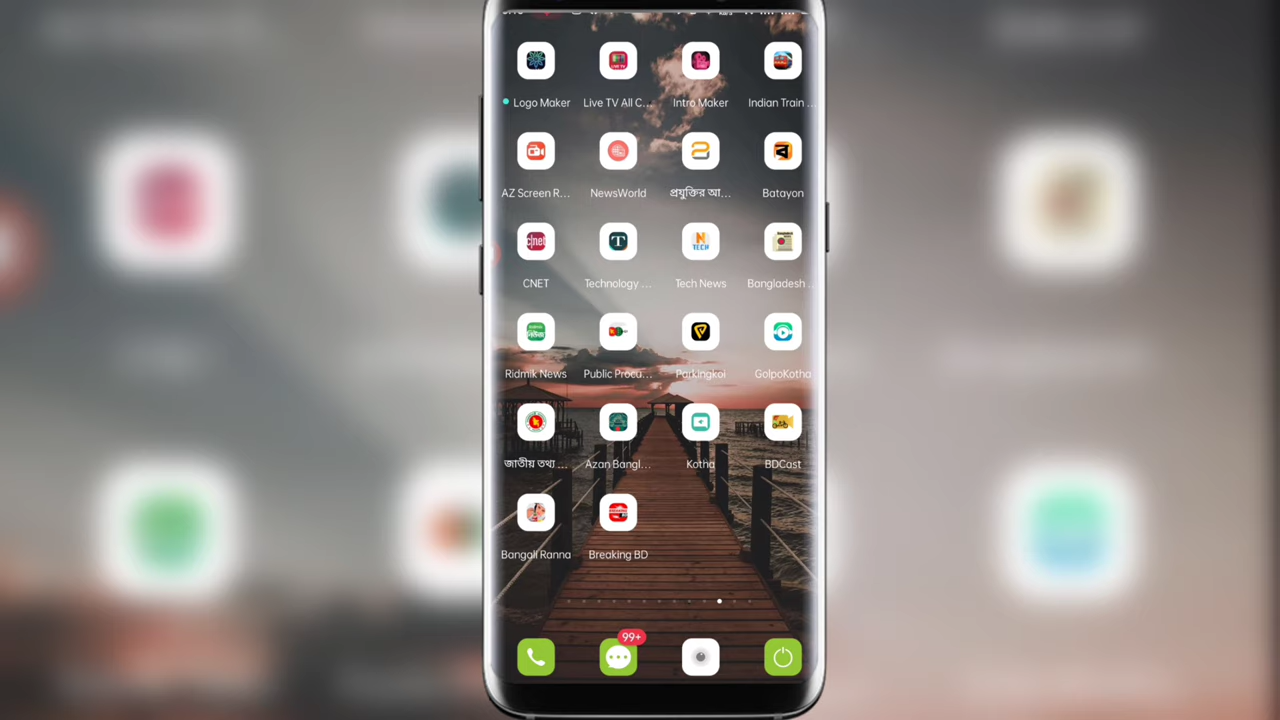 Logo Maker
Live TV All C...
Intro Maker
Indian Train ...
AZ Screen R...
NewsWorld
প্রযুক্তির আ...
Batayon
CNET
Technology ...
Tech News
Bangladesh ...
Ridmik News
Public Procu...
Parkingkoi
GolpoKotha
জাতীয় তথ্য ...
Azan Bangl...
Kotha
BDCast
Bangali Ranna
Breaking BD
99+